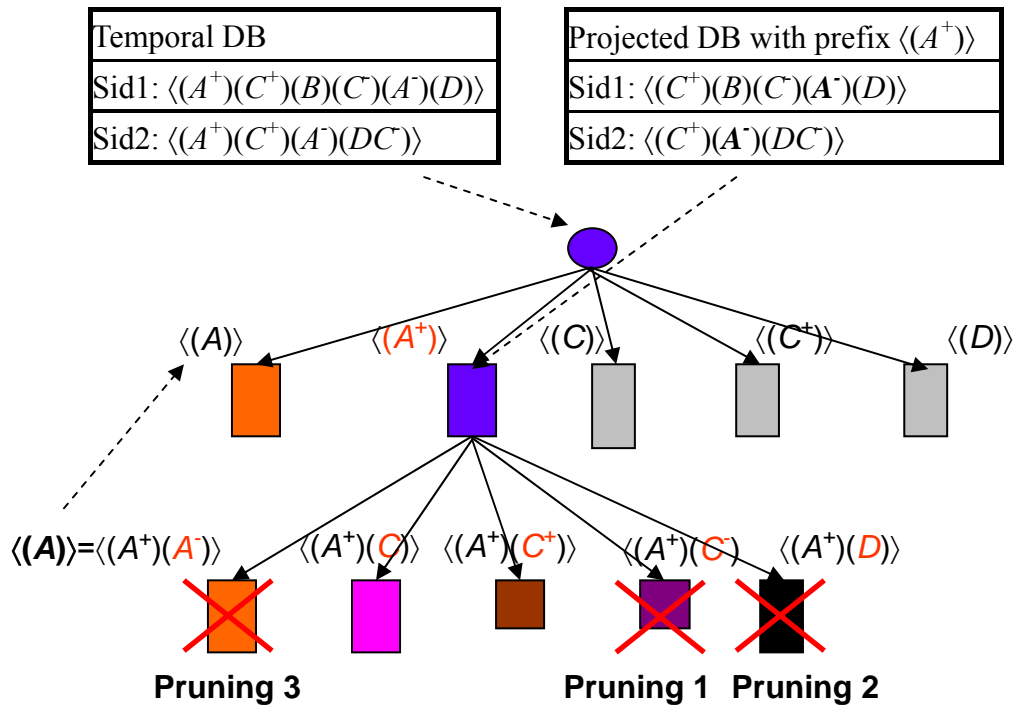 Temporal DB
Sid1: ⟨(A⁺)(C⁺)(B)(C⁻)(A⁻)(D)⟩
Sid2: ⟨(A⁺)(C⁺)(A⁻)(DC⁻)⟩
Projected DB with prefix ⟨(A⁺)⟩
Sid1: ⟨(C⁺)(B)(C⁻)(A⁻)(D)⟩
Sid2: ⟨(C⁺)(A⁻)(DC⁻)⟩
⟨(A)⟩ ⟨(A⁺)⟩ ⟨(C)⟩ ⟨(C⁺)⟩ ⟨(D)⟩
⟨(A)⟩=⟨(A⁺)(A⁻)⟩ ⟨(A⁺)(C)⟩ ⟨(A⁺)(C⁺)⟩ ⟨(A⁺)(C⁻) ⟨(A⁺)(D)⟩
Pruning 3 Pruning 1 Pruning 2